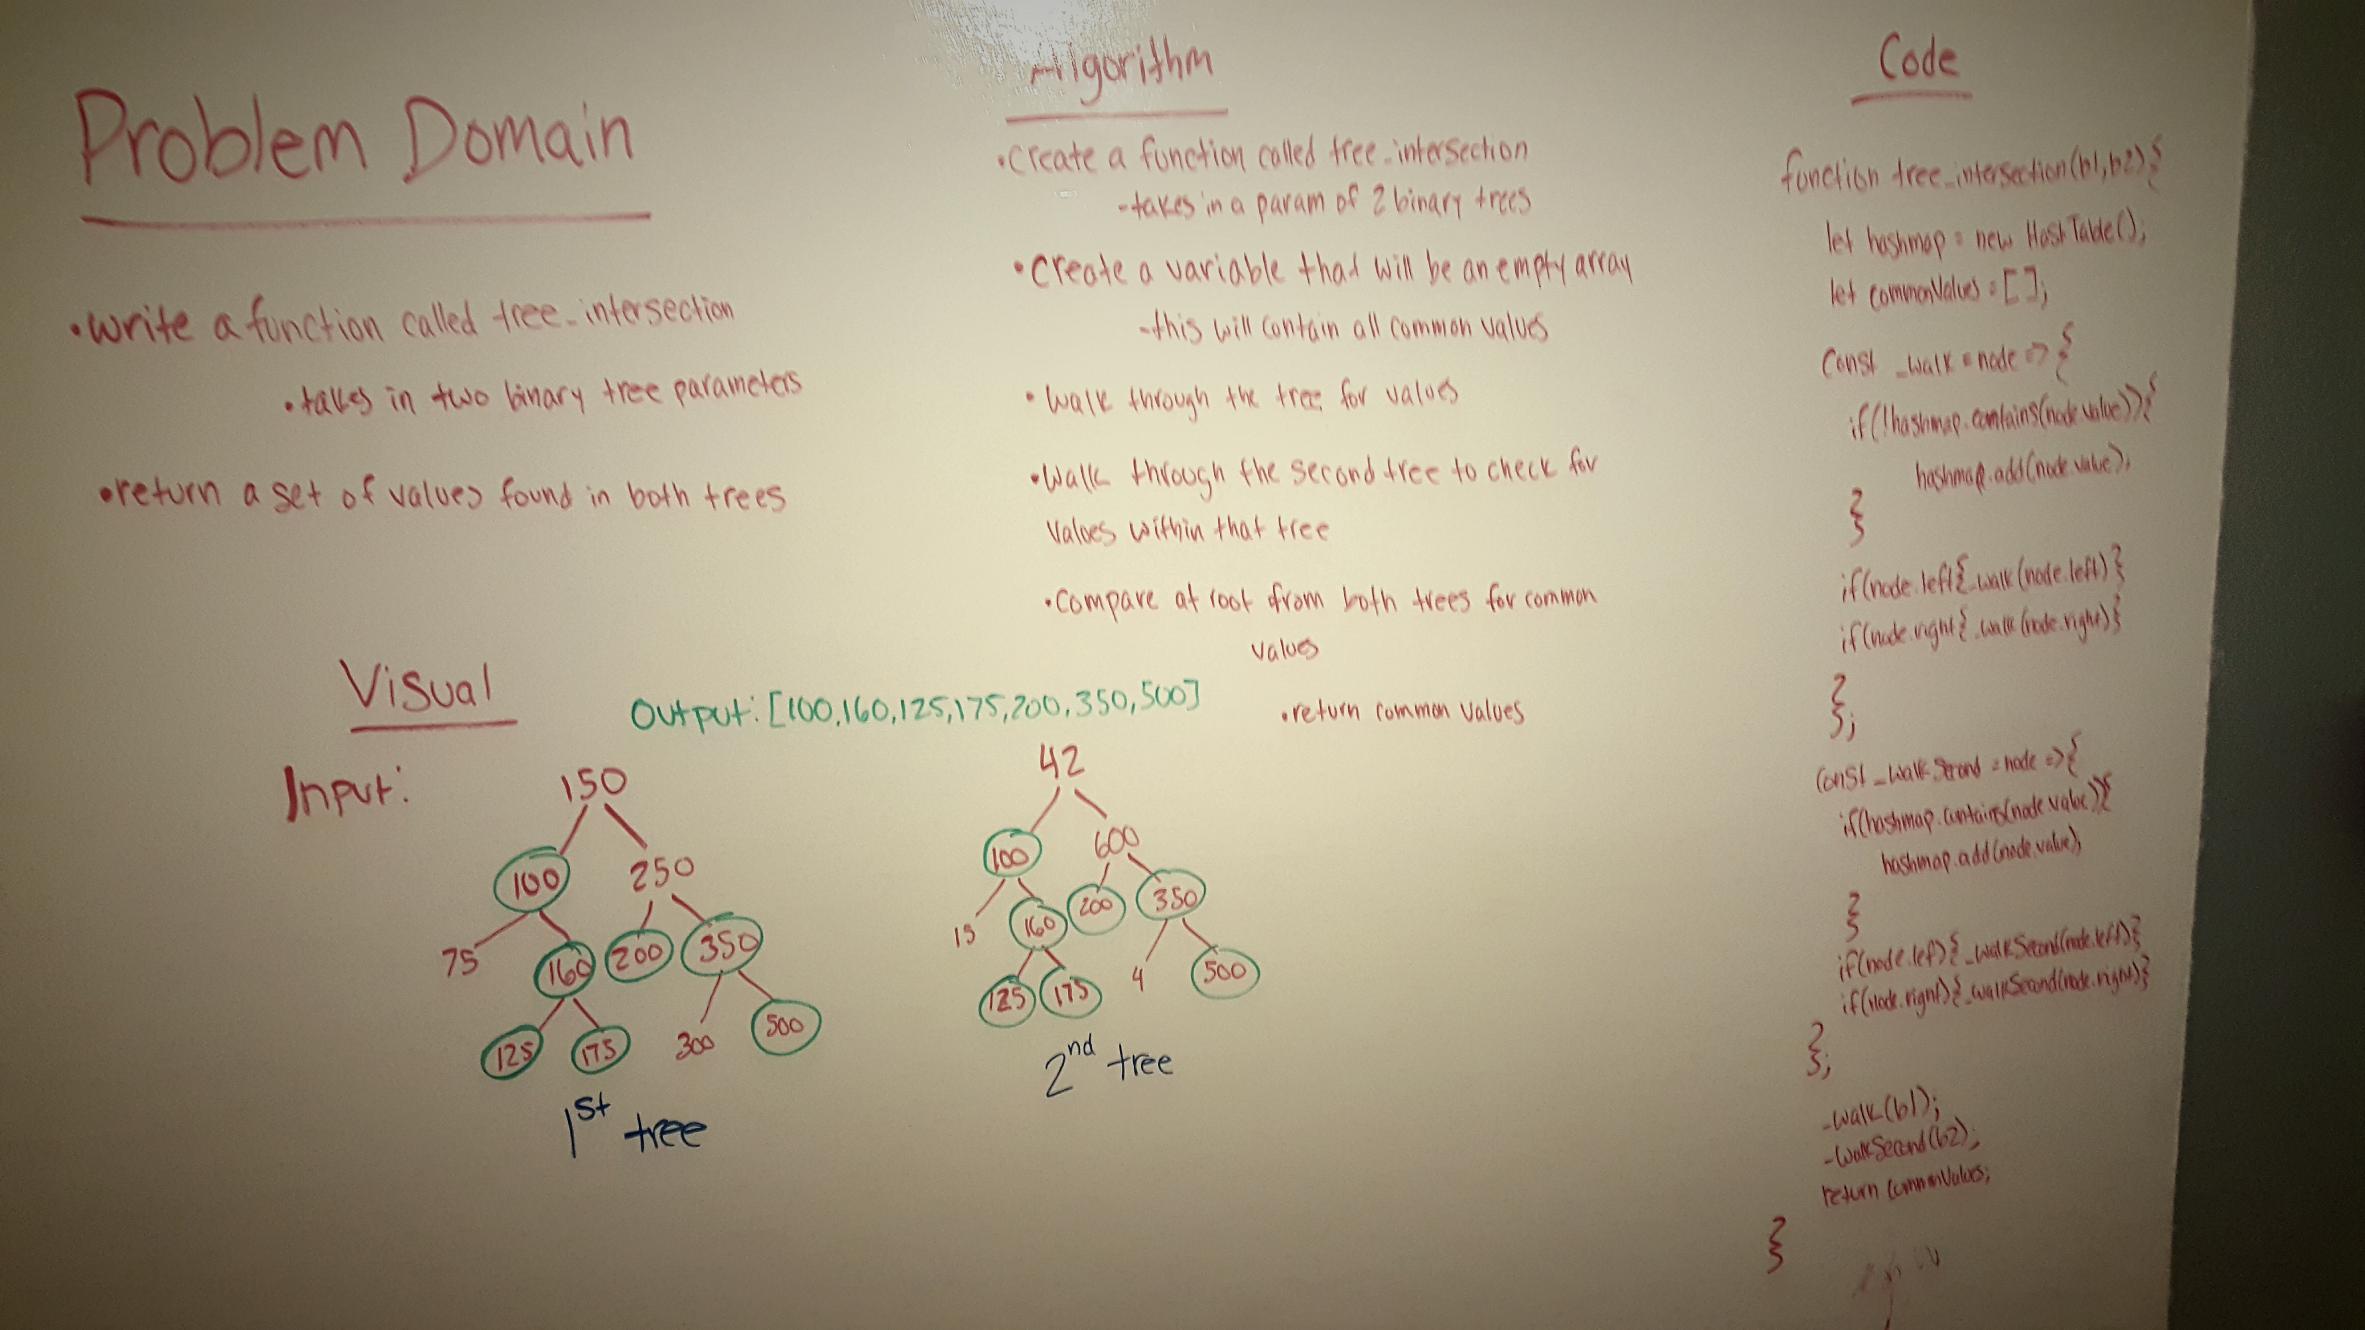 Problem Domain
•write a function called tree_intersection
•takes in two binary tree parameters
•return a set of values found in both trees
Visual
Output: [100,160,125,175,200,350,500]
Input:
150
100 250
75 160 200 350
125 175 300 500
1st tree
42
100 600
15 160 200 350
125 175 4 500
2nd tree
Algorithm
•Create a function called tree_intersection
-takes in a param of 2 binary trees
•Create a variable that will be an empty array
-this will contain all common values
•walk through the tree for values
•walk through the second tree to check for
values within that tree
•Compare at root from both trees for common
values
•return common values
Code
function tree_intersection(b1,b2){
let hashmap = new HashTable();
let commonValues = [];
Const _walk = node => {
if(!hashmap.contains(node.value)){
hashmap.add(node.value);
}
if(node.left{_walk(node.left)}
if(node.right{_walk(node.right)}
};
Const _walkSecond = node =>{
if(hashmap.contains(node.value)){
hashmap.add(node.value);
}
if(node.left){_walkSecond(node.left)}
if(node.right){_walkSecond(node.right)}
};
_walk(b1);
_walkSecond(b2);
return commonValues;
}